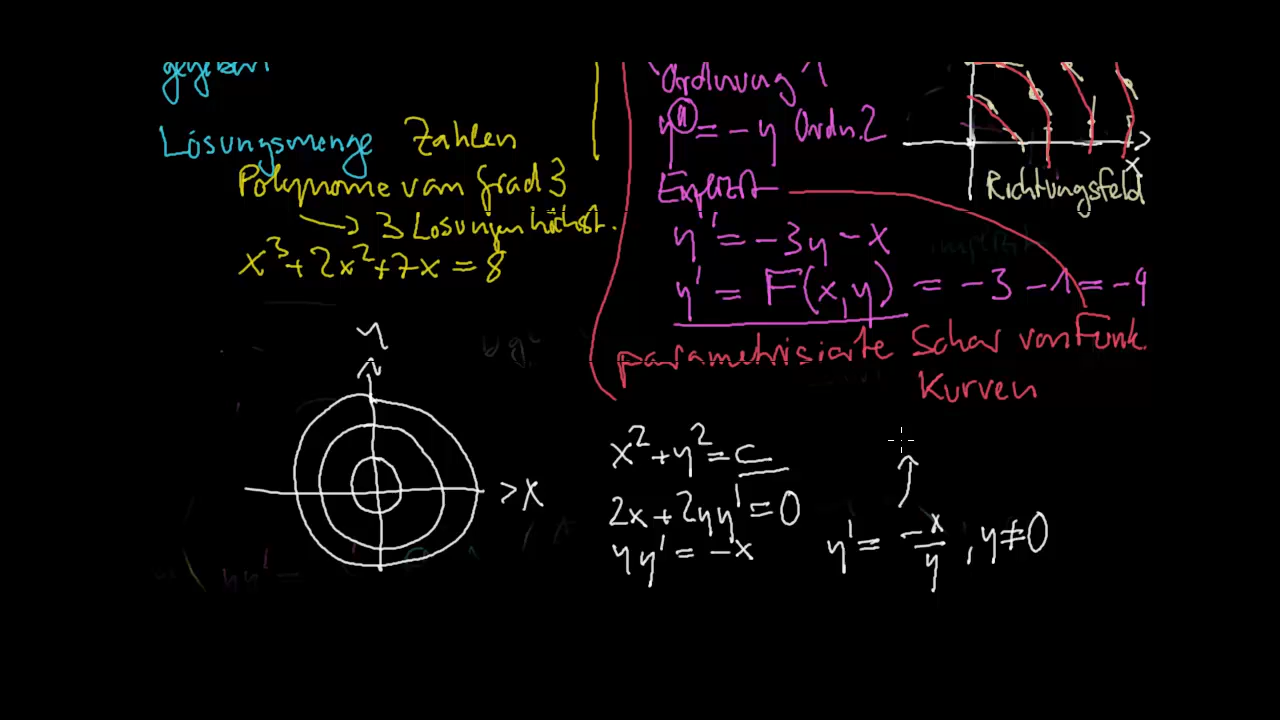 gegeben
Lösungsmenge Zahlen
Polynome vom Grad 3
→ 3 Lösungen höchst.
x³+2x²+7x=8
Ordnung 1
y'' = -y Ordn. 2
Explizit
y' = -3y - x
y' = F(x,y) = -3 - 1 = -4
parametrisierte Schar von Funk.
Kurven
x
Richtungsfeld
y
> x
x² + y² = c
2x + 2yy' = 0
yy' = -x
y' = -x/y , y ≠ 0